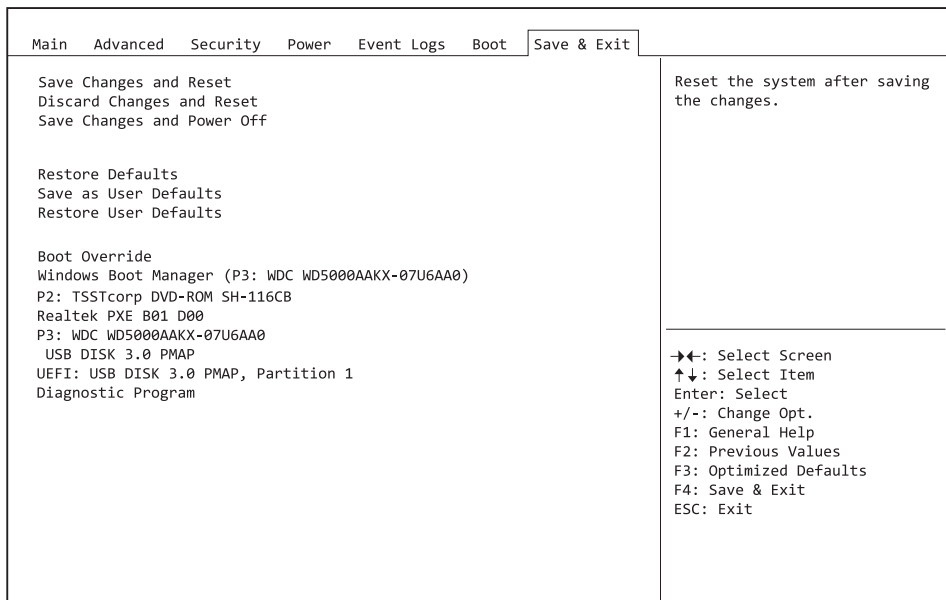 Main Advanced Security Power Event Logs Boot Save & Exit
Save Changes and Reset
Discard Changes and Reset
Save Changes and Power Off
Restore Defaults
Save as User Defaults
Restore User Defaults
Boot Override
Windows Boot Manager (P3: WDC WD5000AAKX-07U6AA0)
P2: TSSTcorp DVD-ROM SH-116CB
Realtek PXE B01 D00
P3: WDC WD5000AAKX-07U6AA0
USB DISK 3.0 PMAP
UEFI: USB DISK 3.0 PMAP, Partition 1
Diagnostic Program
Reset the system after saving
the changes.
→←: Select Screen
↑↓: Select Item
Enter: Select
+/-: Change Opt.
F1: General Help
F2: Previous Values
F3: Optimized Defaults
F4: Save & Exit
ESC: Exit